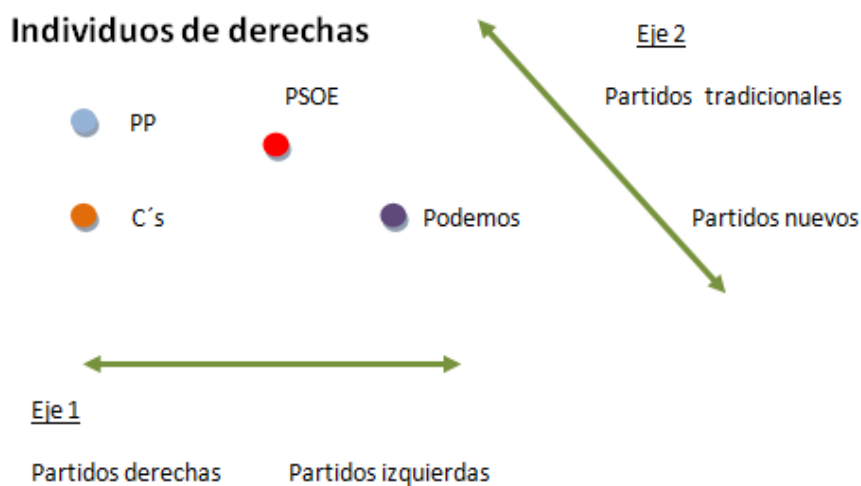 Individuos de derechas
Eje 2
PSOE
Partidos tradicionales
PP
C´s
Podemos
Partidos nuevos
Eje 1
Partidos derechas
Partidos izquierdas